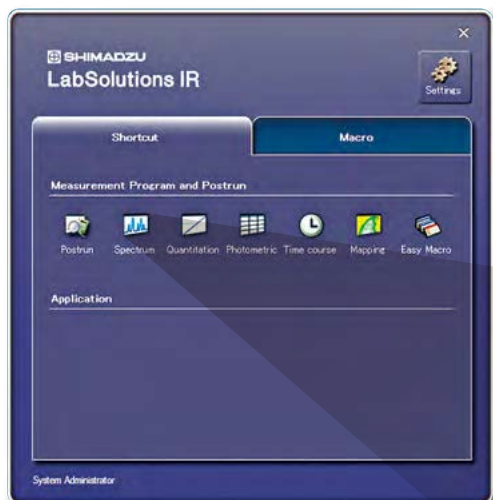 SHIMADZU
LabSolutions IR
Settings
Shortcut Macro
Measurement Program and Postrun
Postrun Spectrum Quantitation Photometric Time course Mapping Easy Macro
Application
System Administrator